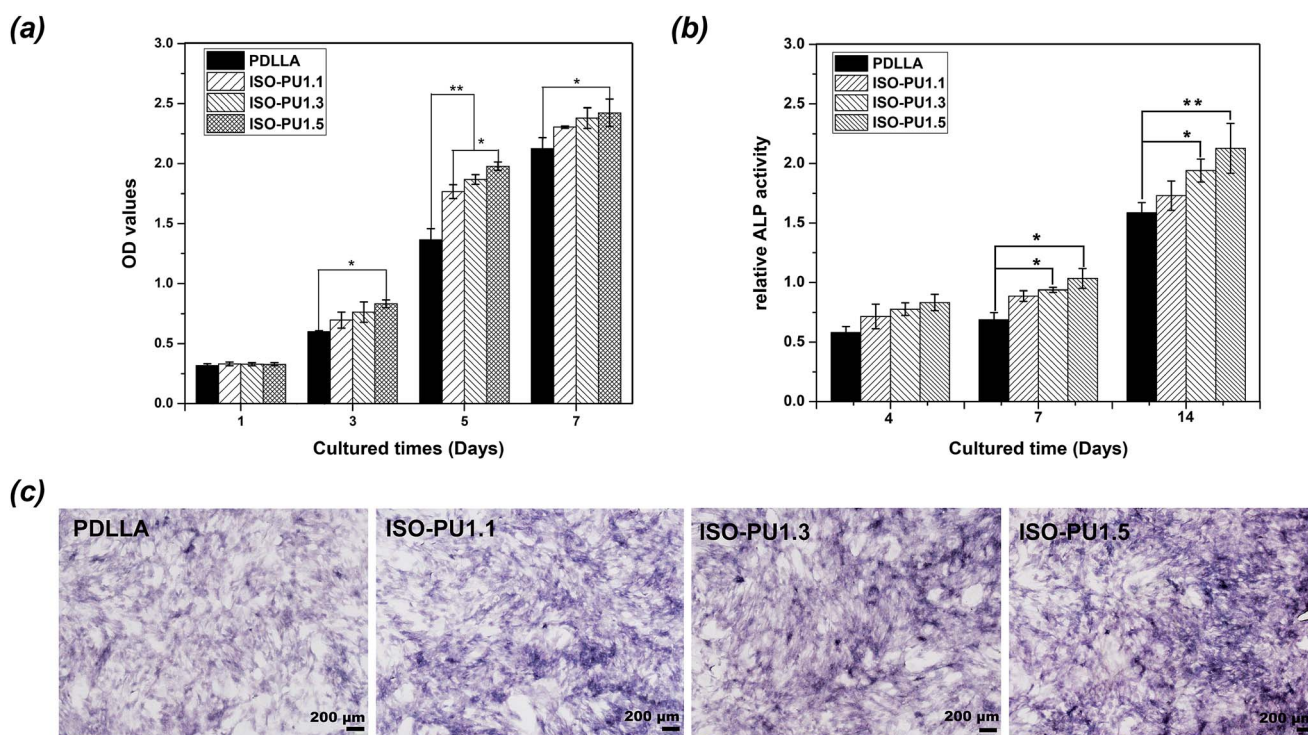 (a)
3.0
2.5
2.0
1.5
1.0
0.5
0.0
OD values
PDLLA
ISO-PU1.1
ISO-PU1.3
ISO-PU1.5
*
**
*
*
1 3 5 7
Cultured times (Days)
(b)
3.0
2.5
2.0
1.5
1.0
0.5
0.0
relative ALP activity
PDLLA
ISO-PU1.1
ISO-PU1.3
ISO-PU1.5
*
*
**
*
4 7 14
Cultured time (Days)
(c)
PDLLA
200 µm
ISO-PU1.1
200 µm
ISO-PU1.3
200 µm
ISO-PU1.5
200 µm